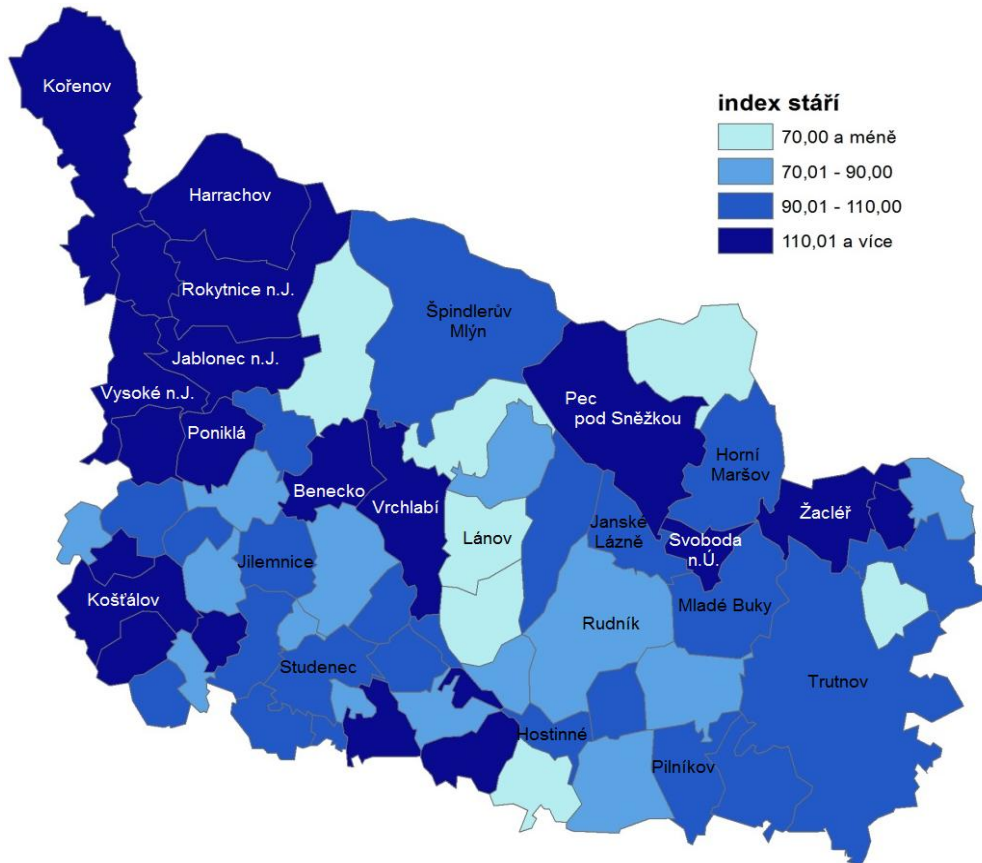 Kořenov
index stáří
70,00 a méně
70,01 - 90,00
90,01 - 110,00
110,01 a více
Harrachov
Rokytnice n.J.
Špindlerův
Mlýn
Jablonec n.J.
Vysoké n.J.
Pec
pod Sněžkou
Poniklá
Horní
Maršov
Benecko
Vrchlabí
Žacléř
Lánov
Janské
Lázně
Svoboda
n.Ú.
Jilemnice
Košťálov
Mladé Buky
Rudník
Studenec
Trutnov
Hostinné
Pilníkov